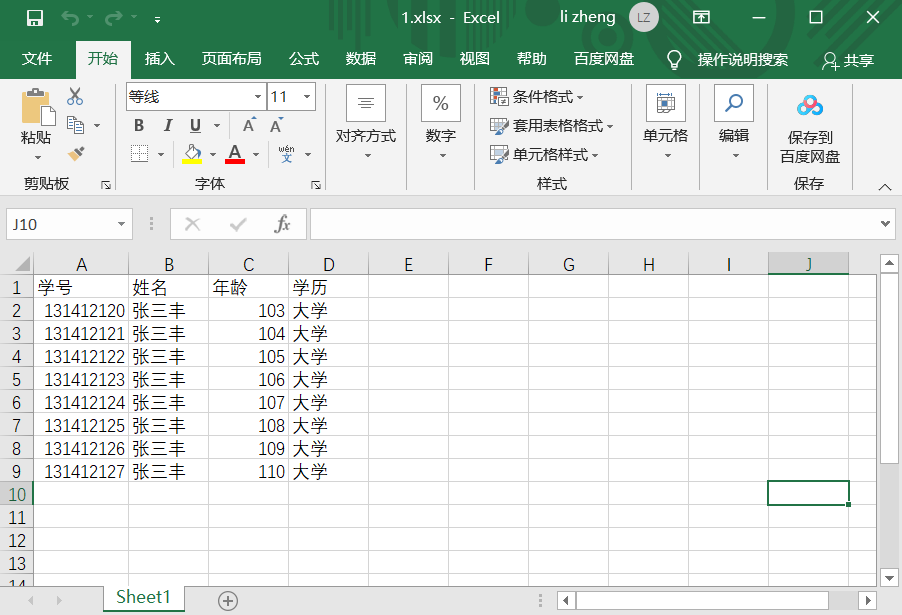 1.xlsx - Excel
li zheng LZ
文件 开始 插入 页面布局 公式 数据 审阅 视图 帮助 百度网盘 操作说明搜索 共享
等线 11
粘贴 B I U A A 对齐方式 % 数字 条件格式 套用表格格式 单元格样式 单元格 编辑 保存到 百度网盘
A wén 文
剪贴板 字体 样式 保存
J10 fx
A B C D E F G H I J
1 学号 姓名 年龄 学历
2 131412120 张三丰 103 大学
3 131412121 张三丰 104 大学
4 131412122 张三丰 105 大学
5 131412123 张三丰 106 大学
6 131412124 张三丰 107 大学
7 131412125 张三丰 108 大学
8 131412126 张三丰 109 大学
9 131412127 张三丰 110 大学
10
11
12
13
14
Sheet1